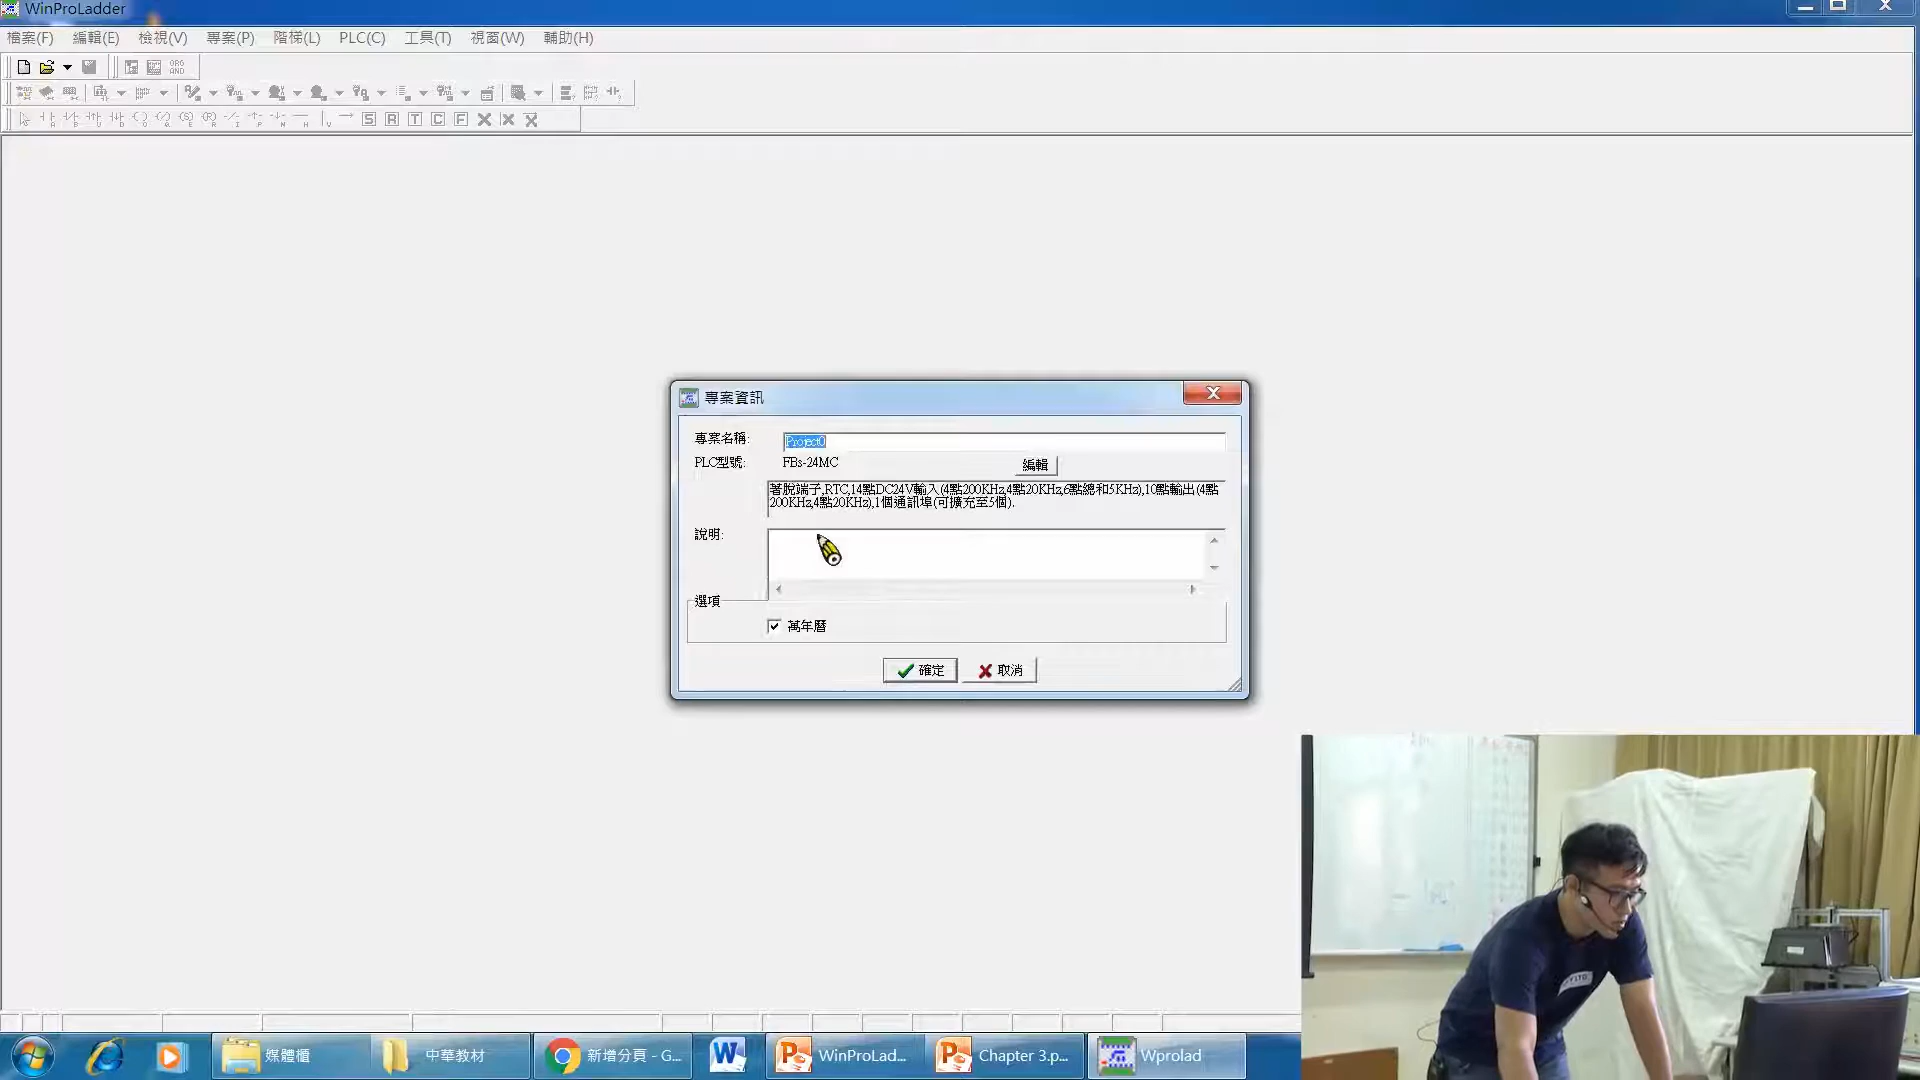 WinProLadder
檔案(F) 編輯(E) 檢視(V) 專案(P) 階梯(L) PLC(C) 工具(T) 視窗(W) 輔助(H)
ORG
AND
S R T C F
專案資訊
專案名稱: Project0
PLC型號: FBs-24MC 編輯
著脫端子,RTC,14點DC24V輸入(4點200KHz,4點20KHz,6點總和5KHz),10點輸出(4點
200KHz,4點20KHz),1個通訊埠(可擴充至5個).
說明:
選項
萬年曆
確定 取消
媒體櫃 中華教材 新增分頁 - G... WinProLad... Chapter 3.p... Wprolad